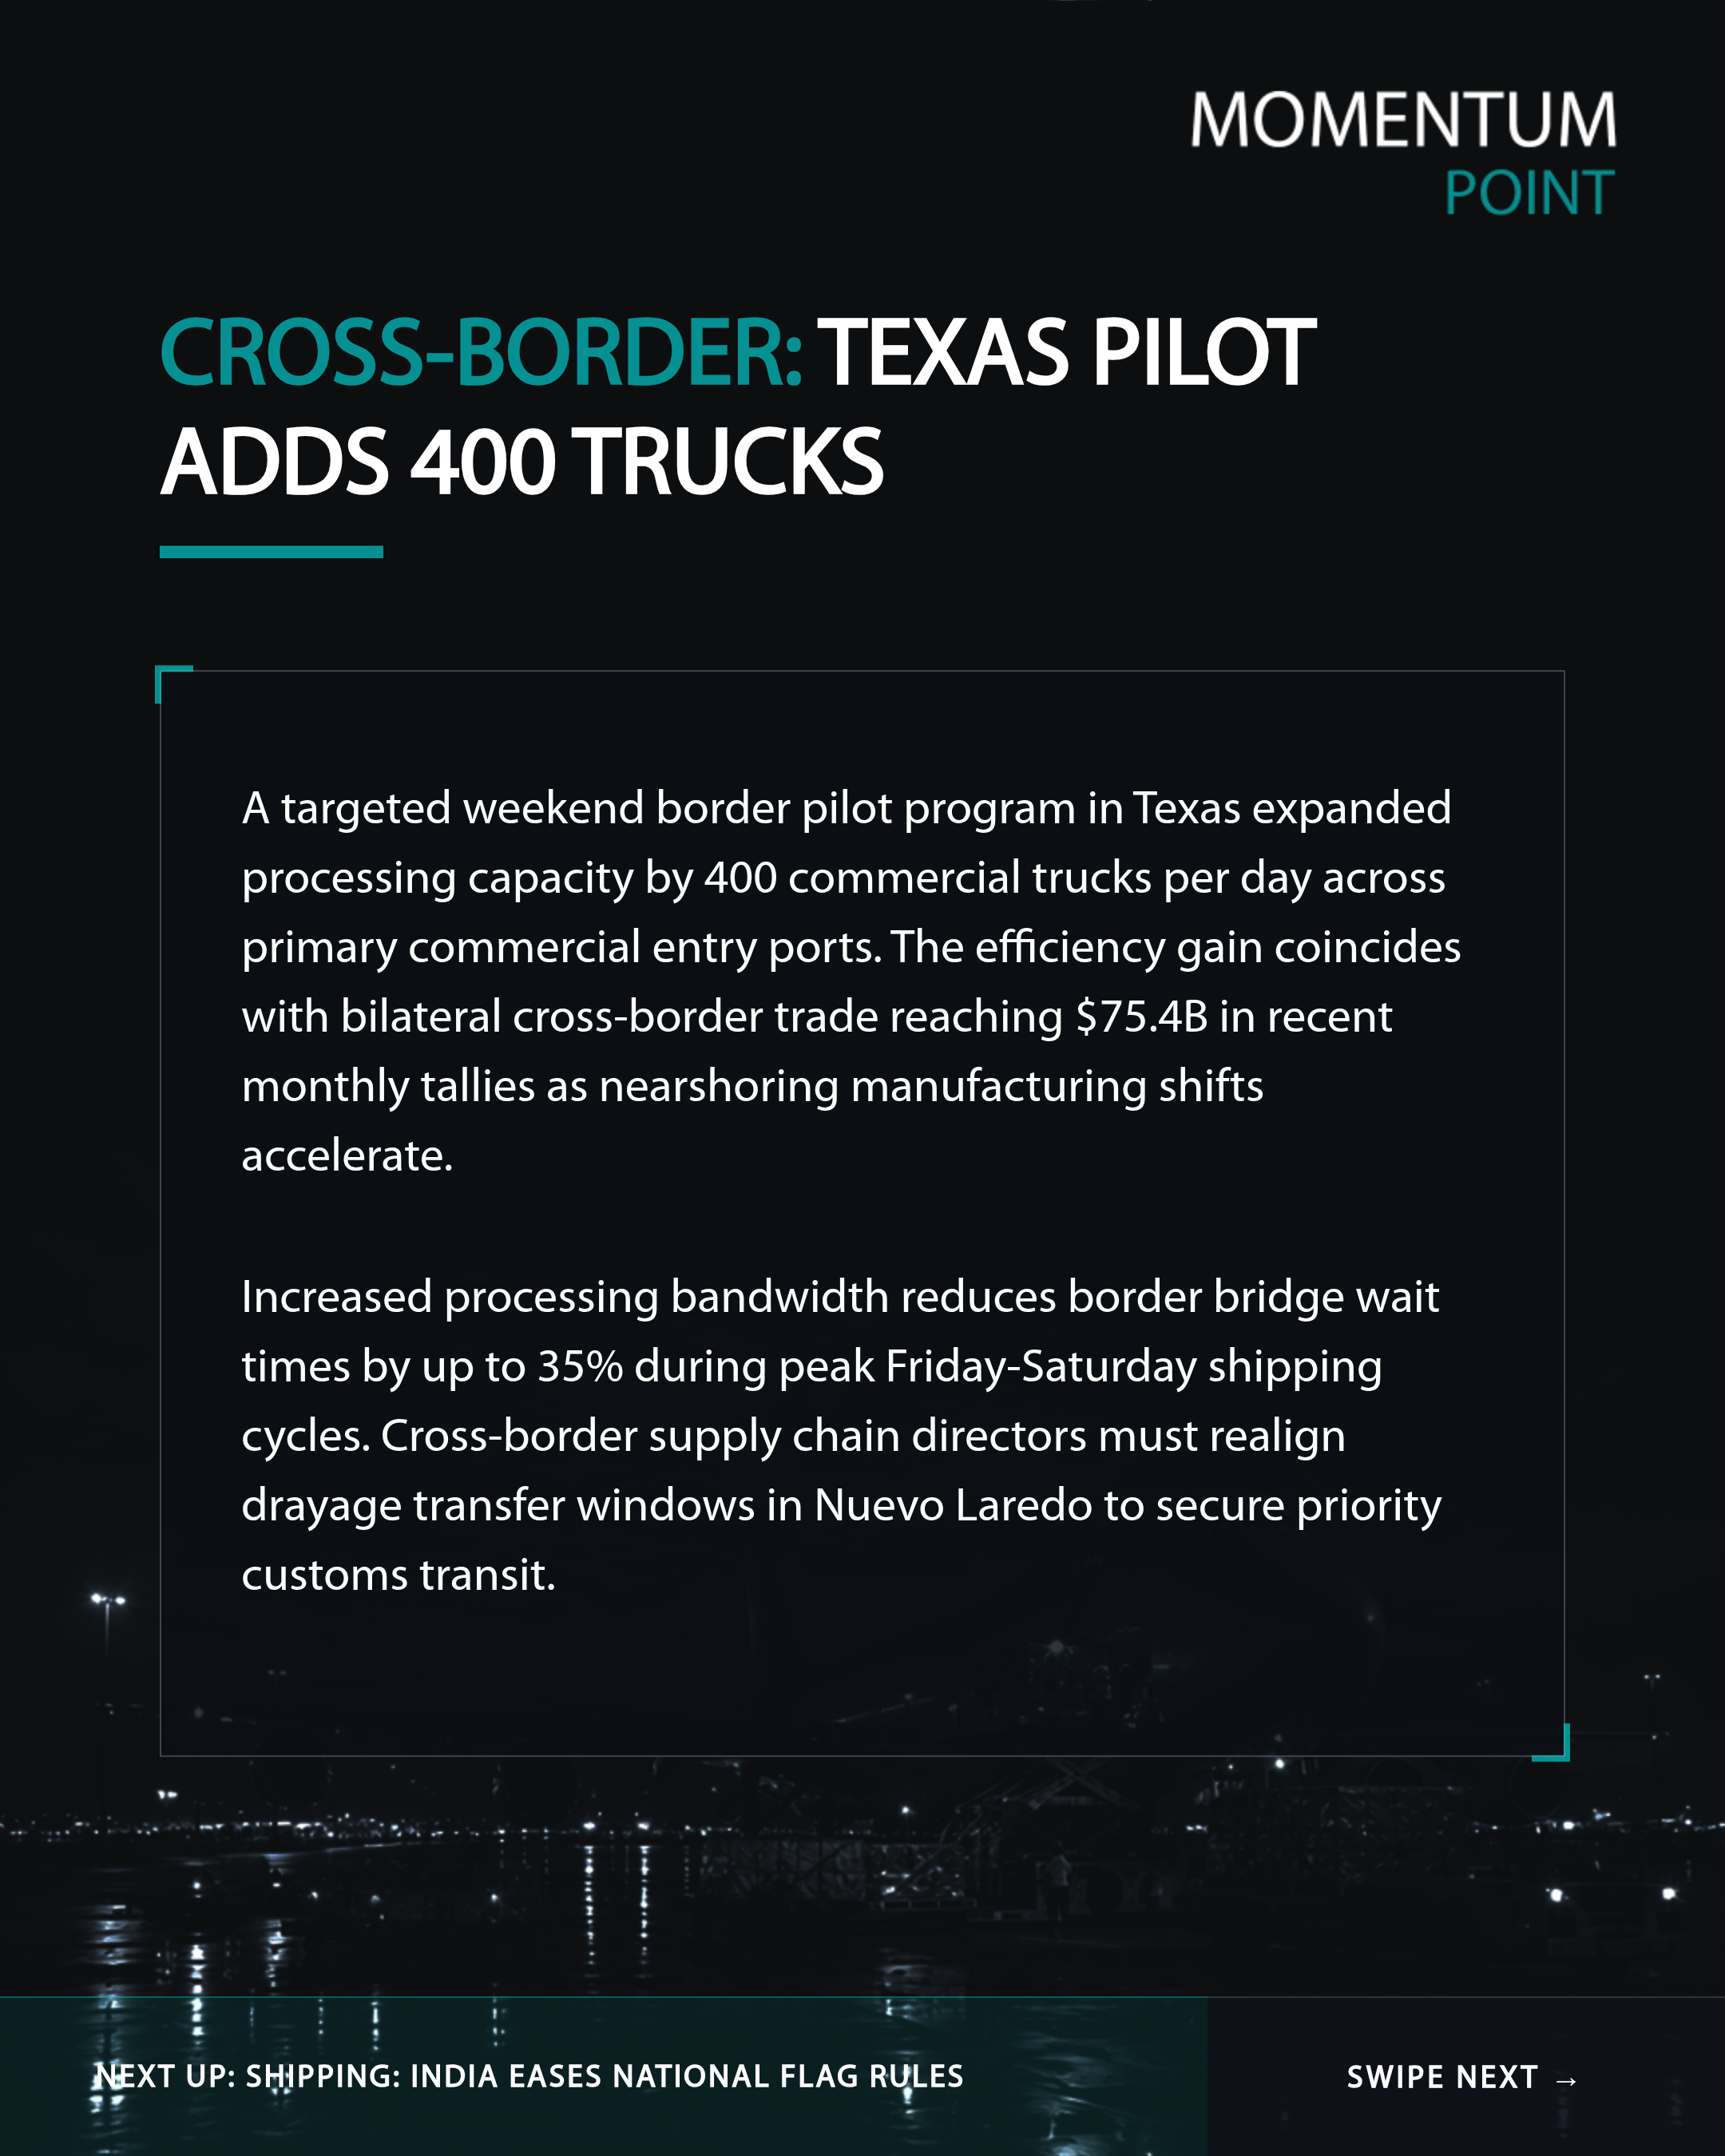 MOMENTUM
POINT
CROSS-BORDER: TEXAS PILOT
ADDS 400 TRUCKS
A targeted weekend border pilot program in Texas expanded
processing capacity by 400 commercial trucks per day across
primary commercial entry ports. The efficiency gain coincides
with bilateral cross-border trade reaching $75.4B in recent
monthly tallies as nearshoring manufacturing shifts
accelerate.
Increased processing bandwidth reduces border bridge wait
times by up to 35% during peak Friday-Saturday shipping
cycles. Cross-border supply chain directors must realign
drayage transfer windows in Nuevo Laredo to secure priority
customs transit.
NEXT UP: SHIPPING: INDIA EASES NATIONAL FLAG RULES
SWIPE NEXT →